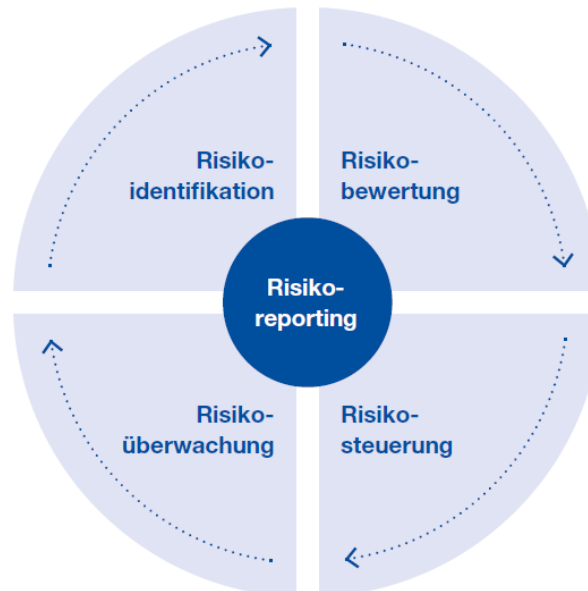 Risiko-
identifikation
Risiko-
bewertung
Risiko-
reporting
Risiko-
überwachung
Risiko-
steuerung